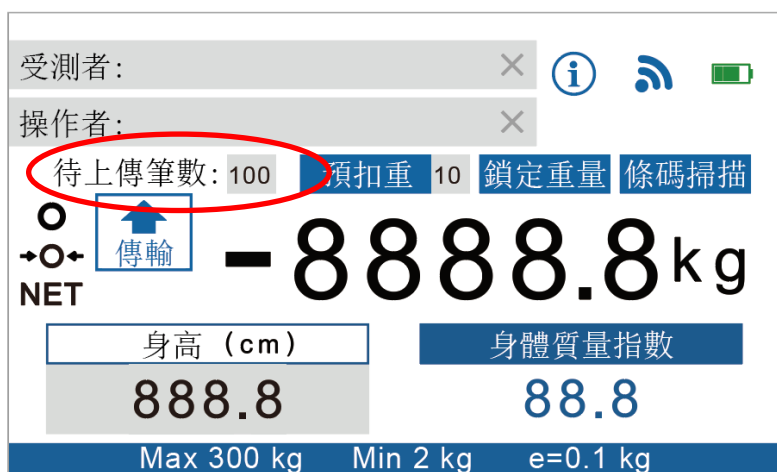 受測者:
操作者:
待上傳筆數: 100 預扣重 10 鎖定重量 條碼掃描
傳輸
NET
-8888.8kg
身高 (cm) 身體質量指數
888.8 88.8
Max 300 kg Min 2 kg e=0.1 kg